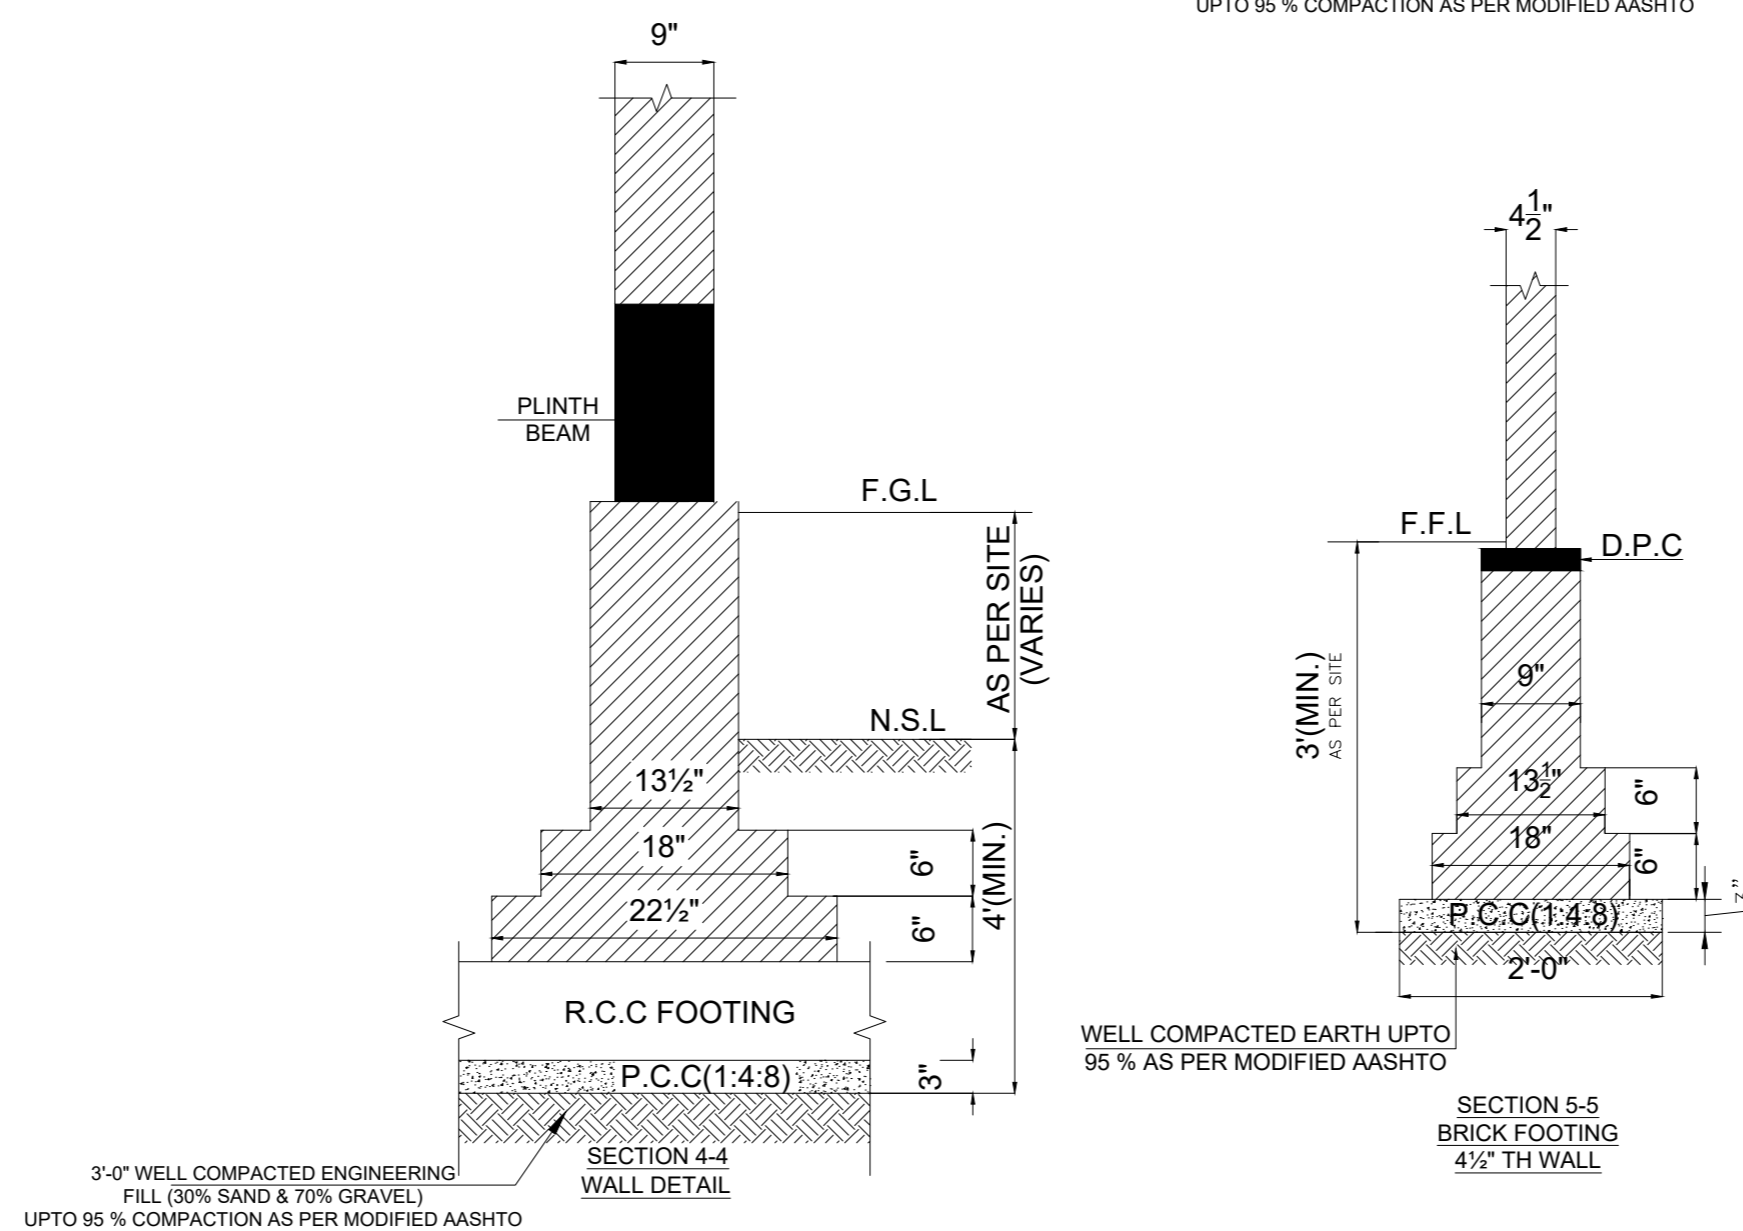 UPTO 95 % COMPACTION AS PER MODIFIED AASHTO
9"
PLINTH
BEAM
F.G.L
AS PER SITE
(VARIES)
N.S.L
13½"
18"
22½"
6"
6"
4'(MIN.)
R.C.C FOOTING
P.C.C(1:4:8)
3"
3'-0" WELL COMPACTED ENGINEERING
FILL (30% SAND & 70% GRAVEL)
UPTO 95 % COMPACTION AS PER MODIFIED AASHTO
SECTION 4-4
WALL DETAIL
4½"
F.F.L
D.P.C
3'(MIN.)
AS PER SITE
9"
13½"
18"
6"
6"
P.C.C(1:4:8)
2'-0"
WELL COMPACTED EARTH UPTO
95 % AS PER MODIFIED AASHTO
SECTION 5-5
BRICK FOOTING
4½" TH WALL